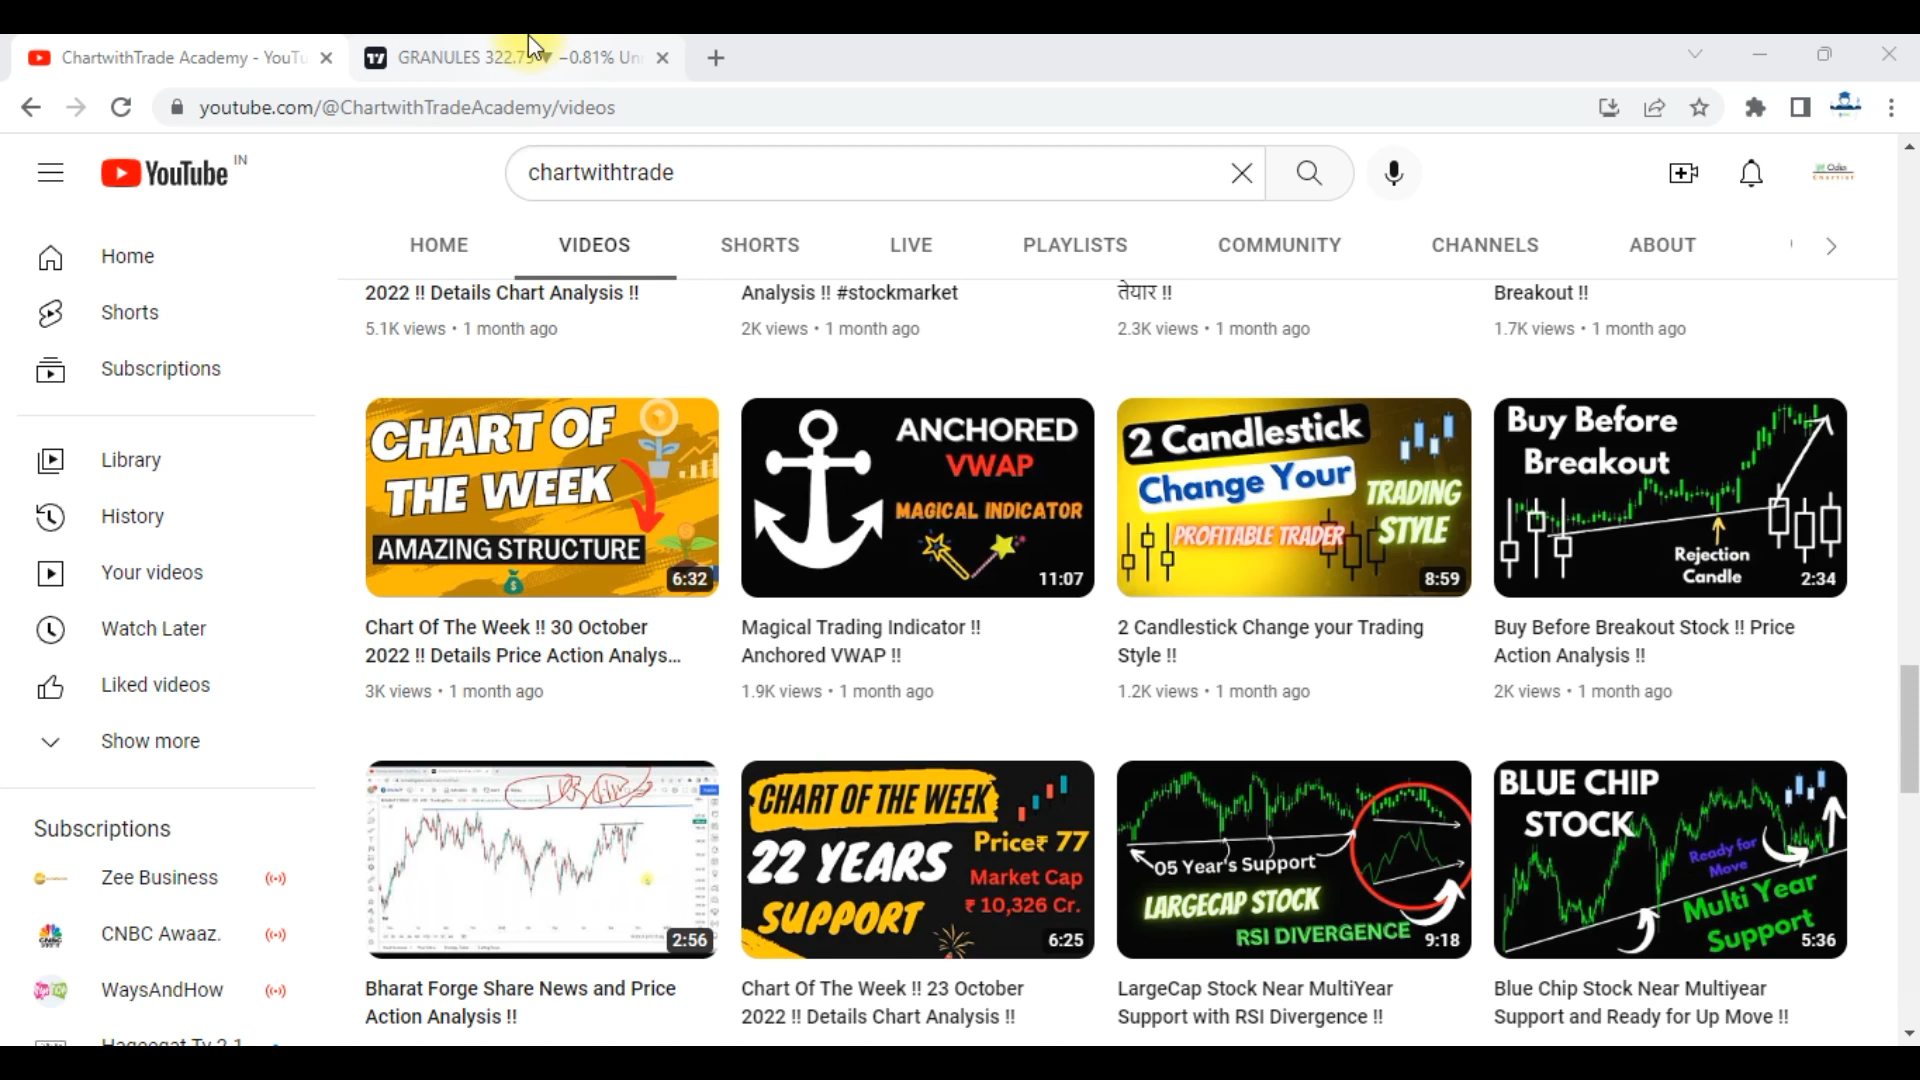 ChartwithTrade Academy - YouTu
GRANULES 322.75 ▼ −0.81% Un
youtube.com/@ChartwithTradeAcademy/videos
YouTube IN
chartwithtrade
HOME VIDEOS SHORTS LIVE PLAYLISTS COMMUNITY CHANNELS ABOUT
Home
Shorts
Subscriptions
Library
History
Your videos
Watch Later
Liked videos
Show more
Subscriptions
Zee Business
CNBC Awaaz.
WaysAndHow
2022 !! Details Chart Analysis !!
5.1K views • 1 month ago
Analysis !! #stockmarket
2K views • 1 month ago
तैयार !!
2.3K views • 1 month ago
Breakout !!
1.7K views • 1 month ago
CHART OF
THE WEEK
AMAZING STRUCTURE
6:32
Chart Of The Week !! 30 October
2022 !! Details Price Action Analys...
3K views • 1 month ago
ANCHORED
VWAP
MAGICAL INDICATOR
11:07
Magical Trading Indicator !!
Anchored VWAP !!
1.9K views • 1 month ago
2 Candlestick
Change Your
TRADING
STYLE
PROFITABLE TRADER
8:59
2 Candlestick Change your Trading
Style !!
1.2K views • 1 month ago
Buy Before
Breakout
Rejection
Candle
2:34
Buy Before Breakout Stock !! Price
Action Analysis !!
2K views • 1 month ago
2:56
Bharat Forge Share News and Price
Action Analysis !!
CHART OF THE WEEK
22 YEARS
SUPPORT
Price₹ 77
Market Cap
₹ 10,326 Cr.
6:25
Chart Of The Week !! 23 October
2022 !! Details Chart Analysis !!
05 Year's Support
LARGECAP STOCK
RSI DIVERGENCE
9:18
LargeCap Stock Near MultiYear
Support with RSI Divergence !!
BLUE CHIP
STOCK
Ready for
Move
Multi Year
Support
5:36
Blue Chip Stock Near Multiyear
Support and Ready for Up Move !!